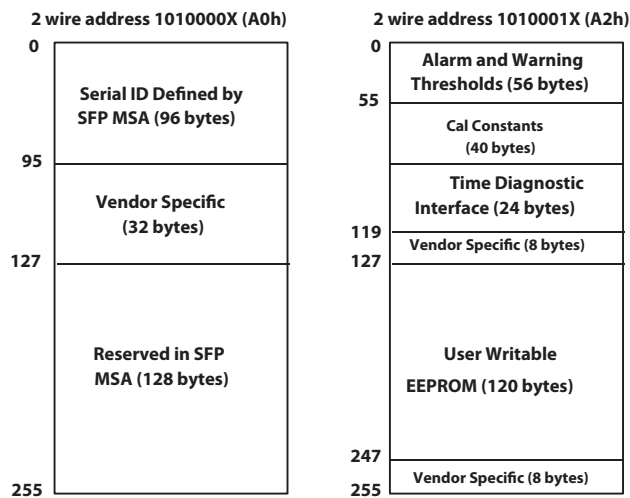 2 wire address 1010000X (A0h)
0
Serial ID Defined by
SFP MSA (96 bytes)
95
Vendor Specific
(32 bytes)
127
Reserved in SFP
MSA (128 bytes)
255
2 wire address 1010001X (A2h)
0
Alarm and Warning
Thresholds (56 bytes)
55
Cal Constants
(40 bytes)
Time Diagnostic
Interface (24 bytes)
119
Vendor Specific (8 bytes)
127
User Writable
EEPROM (120 bytes)
247
Vendor Specific (8 bytes)
255